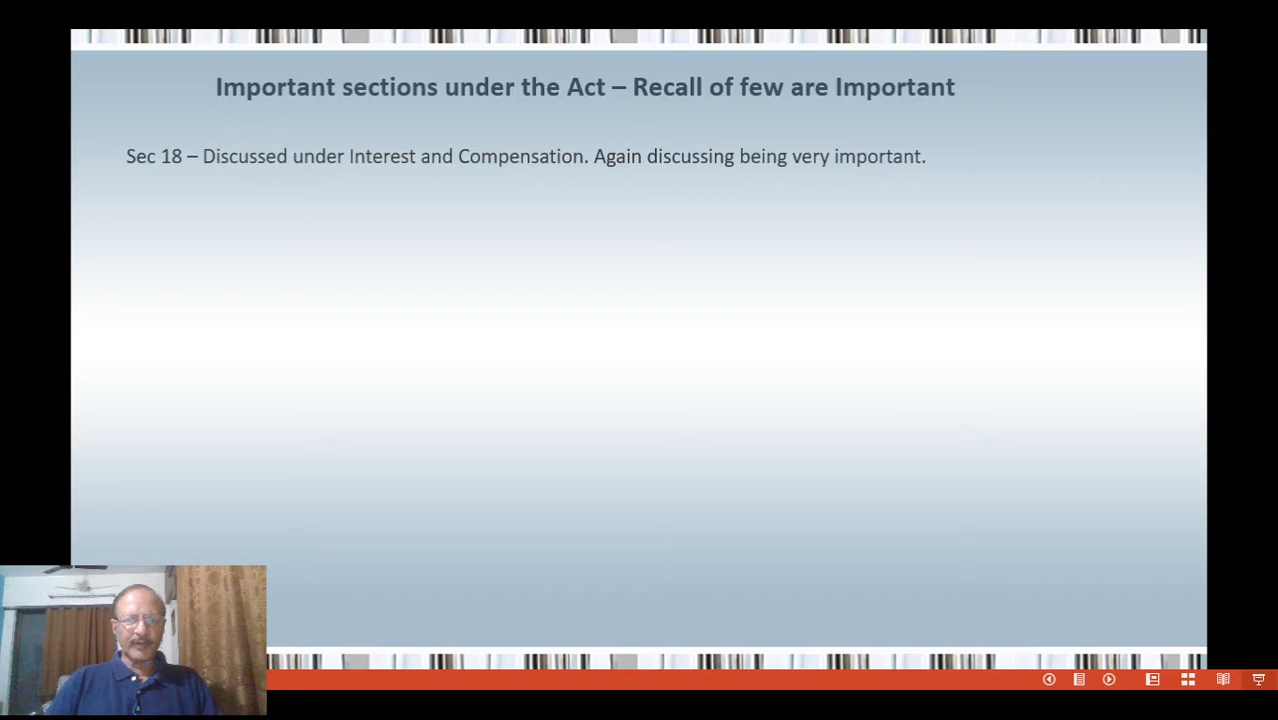 Important sections under the Act – Recall of few are Important
Sec 18 – Discussed under Interest and Compensation. Again discussing being very important.